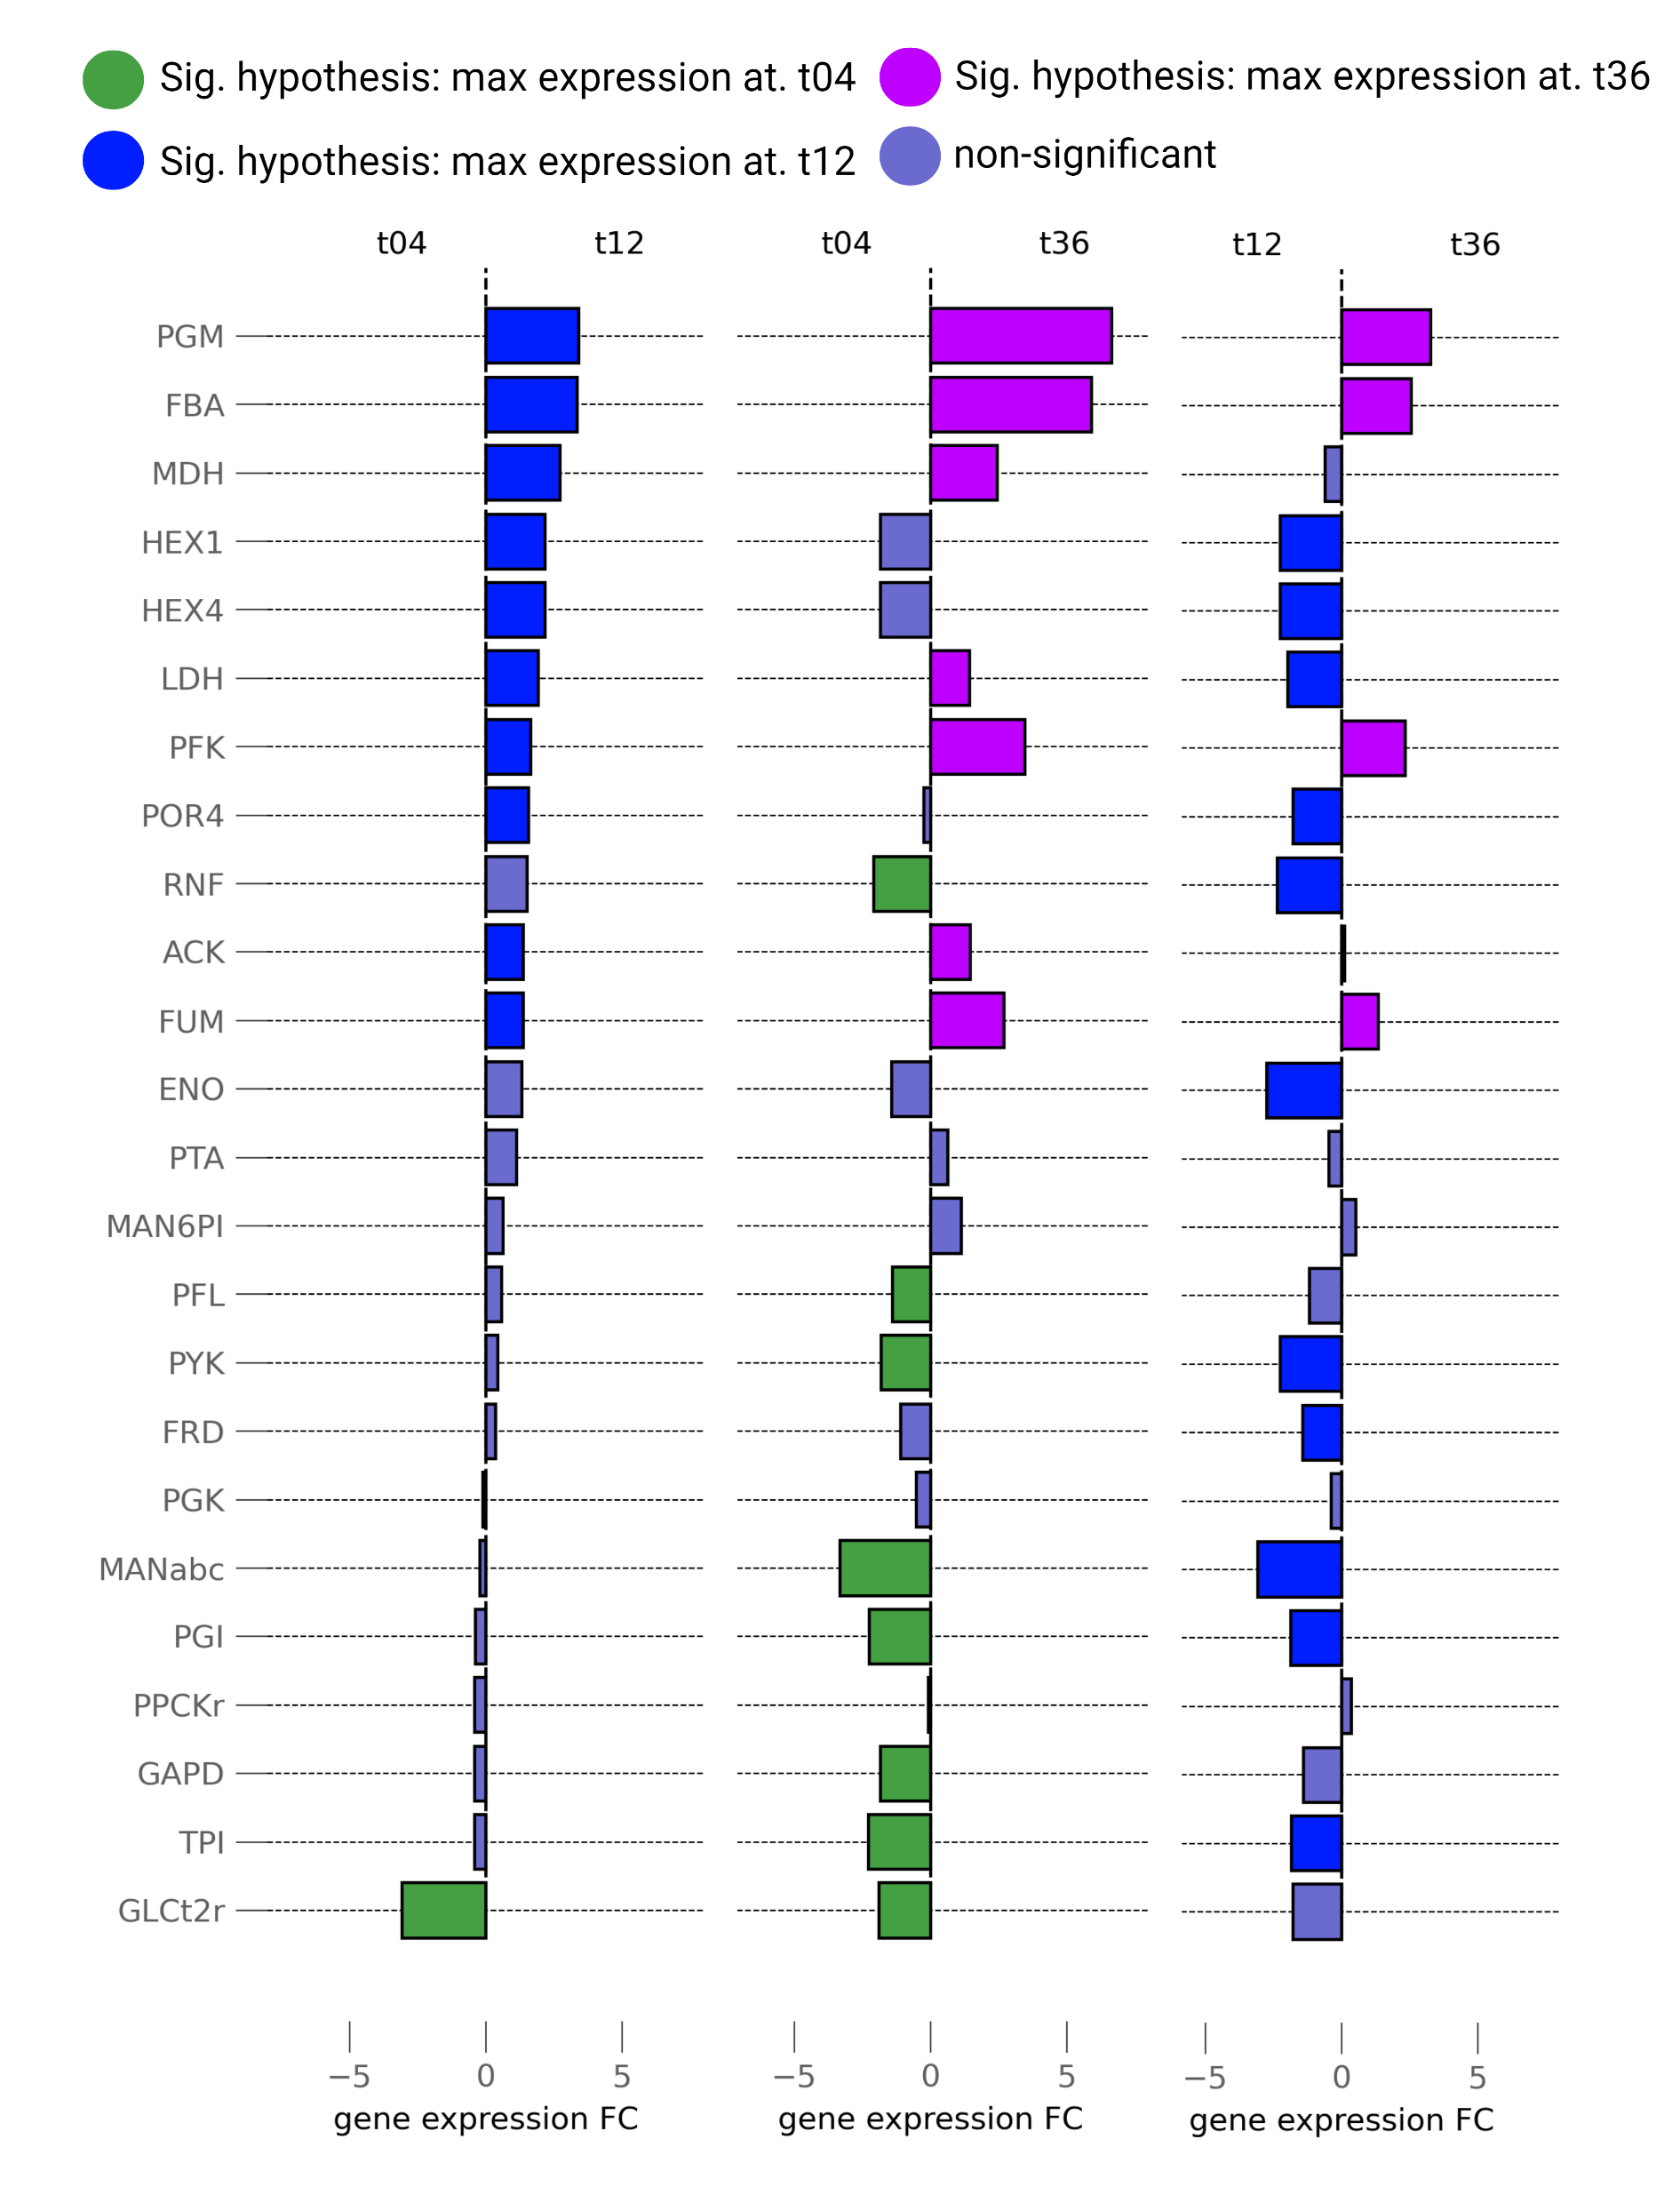 Sig. hypothesis: max expression at. t04
Sig. hypothesis: max expression at. t36
Sig. hypothesis: max expression at. t12
non-significant
t04 t12 t04 t36 t12 t36
PGM
FBA
MDH
HEX1
HEX4
LDH
PFK
POR4
RNF
ACK
FUM
ENO
PTA
MAN6PI
PFL
PYK
FRD
PGK
MANabc
PGI
PPCKr
GAPD
TPI
GLCt2r
−5 0 5 −5 0 5 −5 0 5
gene expression FC gene expression FC gene expression FC